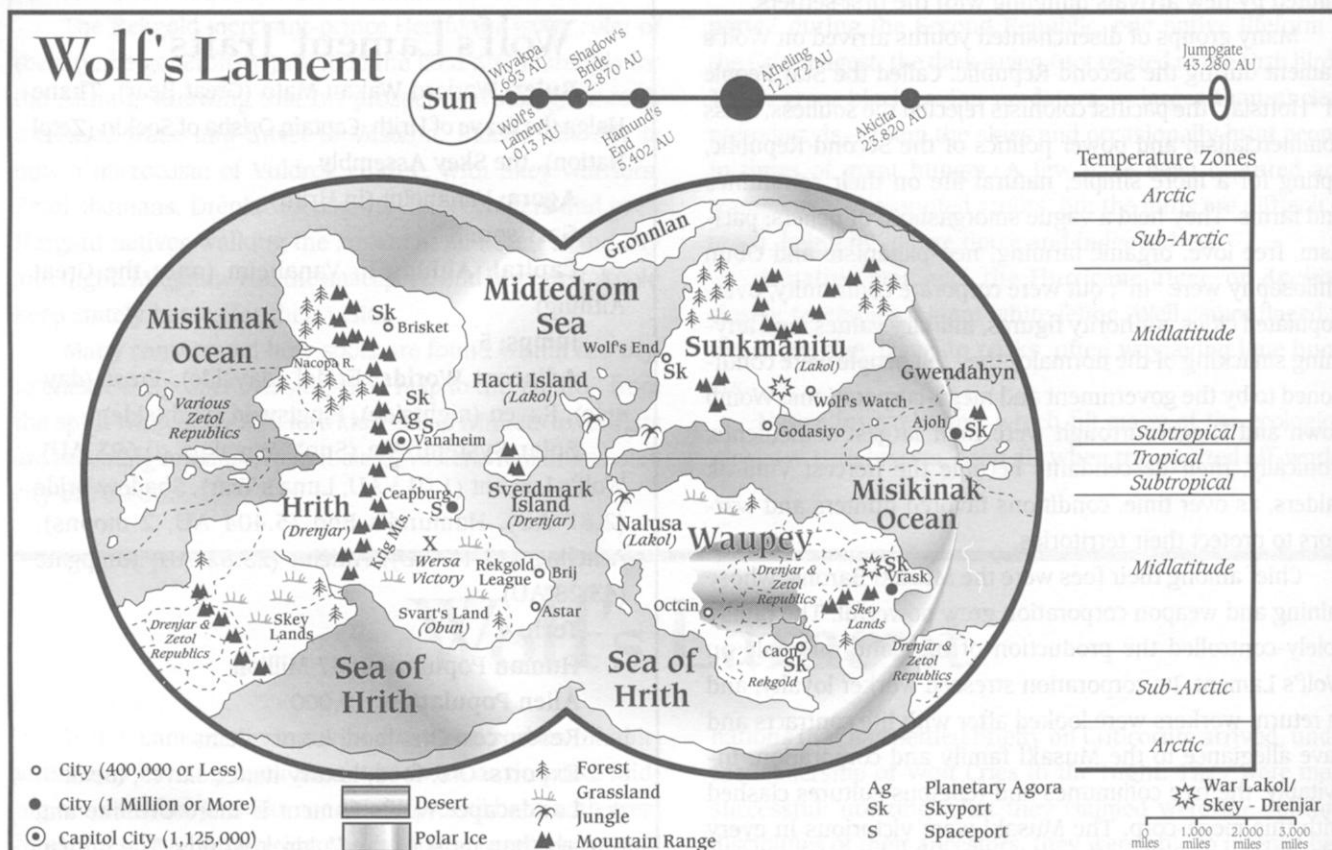 Wolf's Lament
Sun
Wiyakpa
Wolf's
Lament
1.013 AU
Shadow's
Bride
2.870 AU
Hamund's
End
5.402 AU
Atheling
12.172 AU
Akicita
23.820 AU
Jumpgate
43.280 AU
Temperature Zones
Arctic
Sub-Arctic
Midlatitude
Subtropical
Tropical
Subtropical
Midlatitude
Sub-Arctic
Arctic
Gronnlan
Midtedrom
Sea
Misikinak
Ocean
Sk
Brisket
Nacopa R.
Various
Zetol
Republics
Sk
Ag
S
Vanaheim
Hacti Island
(Lakol)
Wolf's End
Sk
Sunkmanitu
(Lakol)
Gwendahyn
Wolf's Watch
Godasiyo
Ajoh
Sk
Hrith
(Drenjar)
Ceapburg
S
Sverdmark
Island
(Drenjar)
X
Wersa
Victory
Rekgold
League
Brij
Svart's Land
(Obun)
Astar
Drenjar &
Zetol
Republics
Skey
Lands
Sea of
Hrith
Nalusa
(Lakol)
Waupey
Misikinak
Ocean
Drenjar &
Zetol
Republics
Sk
Vrask
Octcin
Skey
Lands
Caon
Sk
Rekgold
Drenjar &
Zetol
Republics
Sea of
Hrith
City (400,000 or Less)
City (1 Million or More)
Capitol City (1,125,000)
Desert
Polar Ice
Forest
Grassland
Jungle
Mountain Range
Ag Planetary Agora
Sk Skyport
S Spaceport
War Lands
Skey - Drenjar
0 1,000 2,000 3,000
miles miles miles